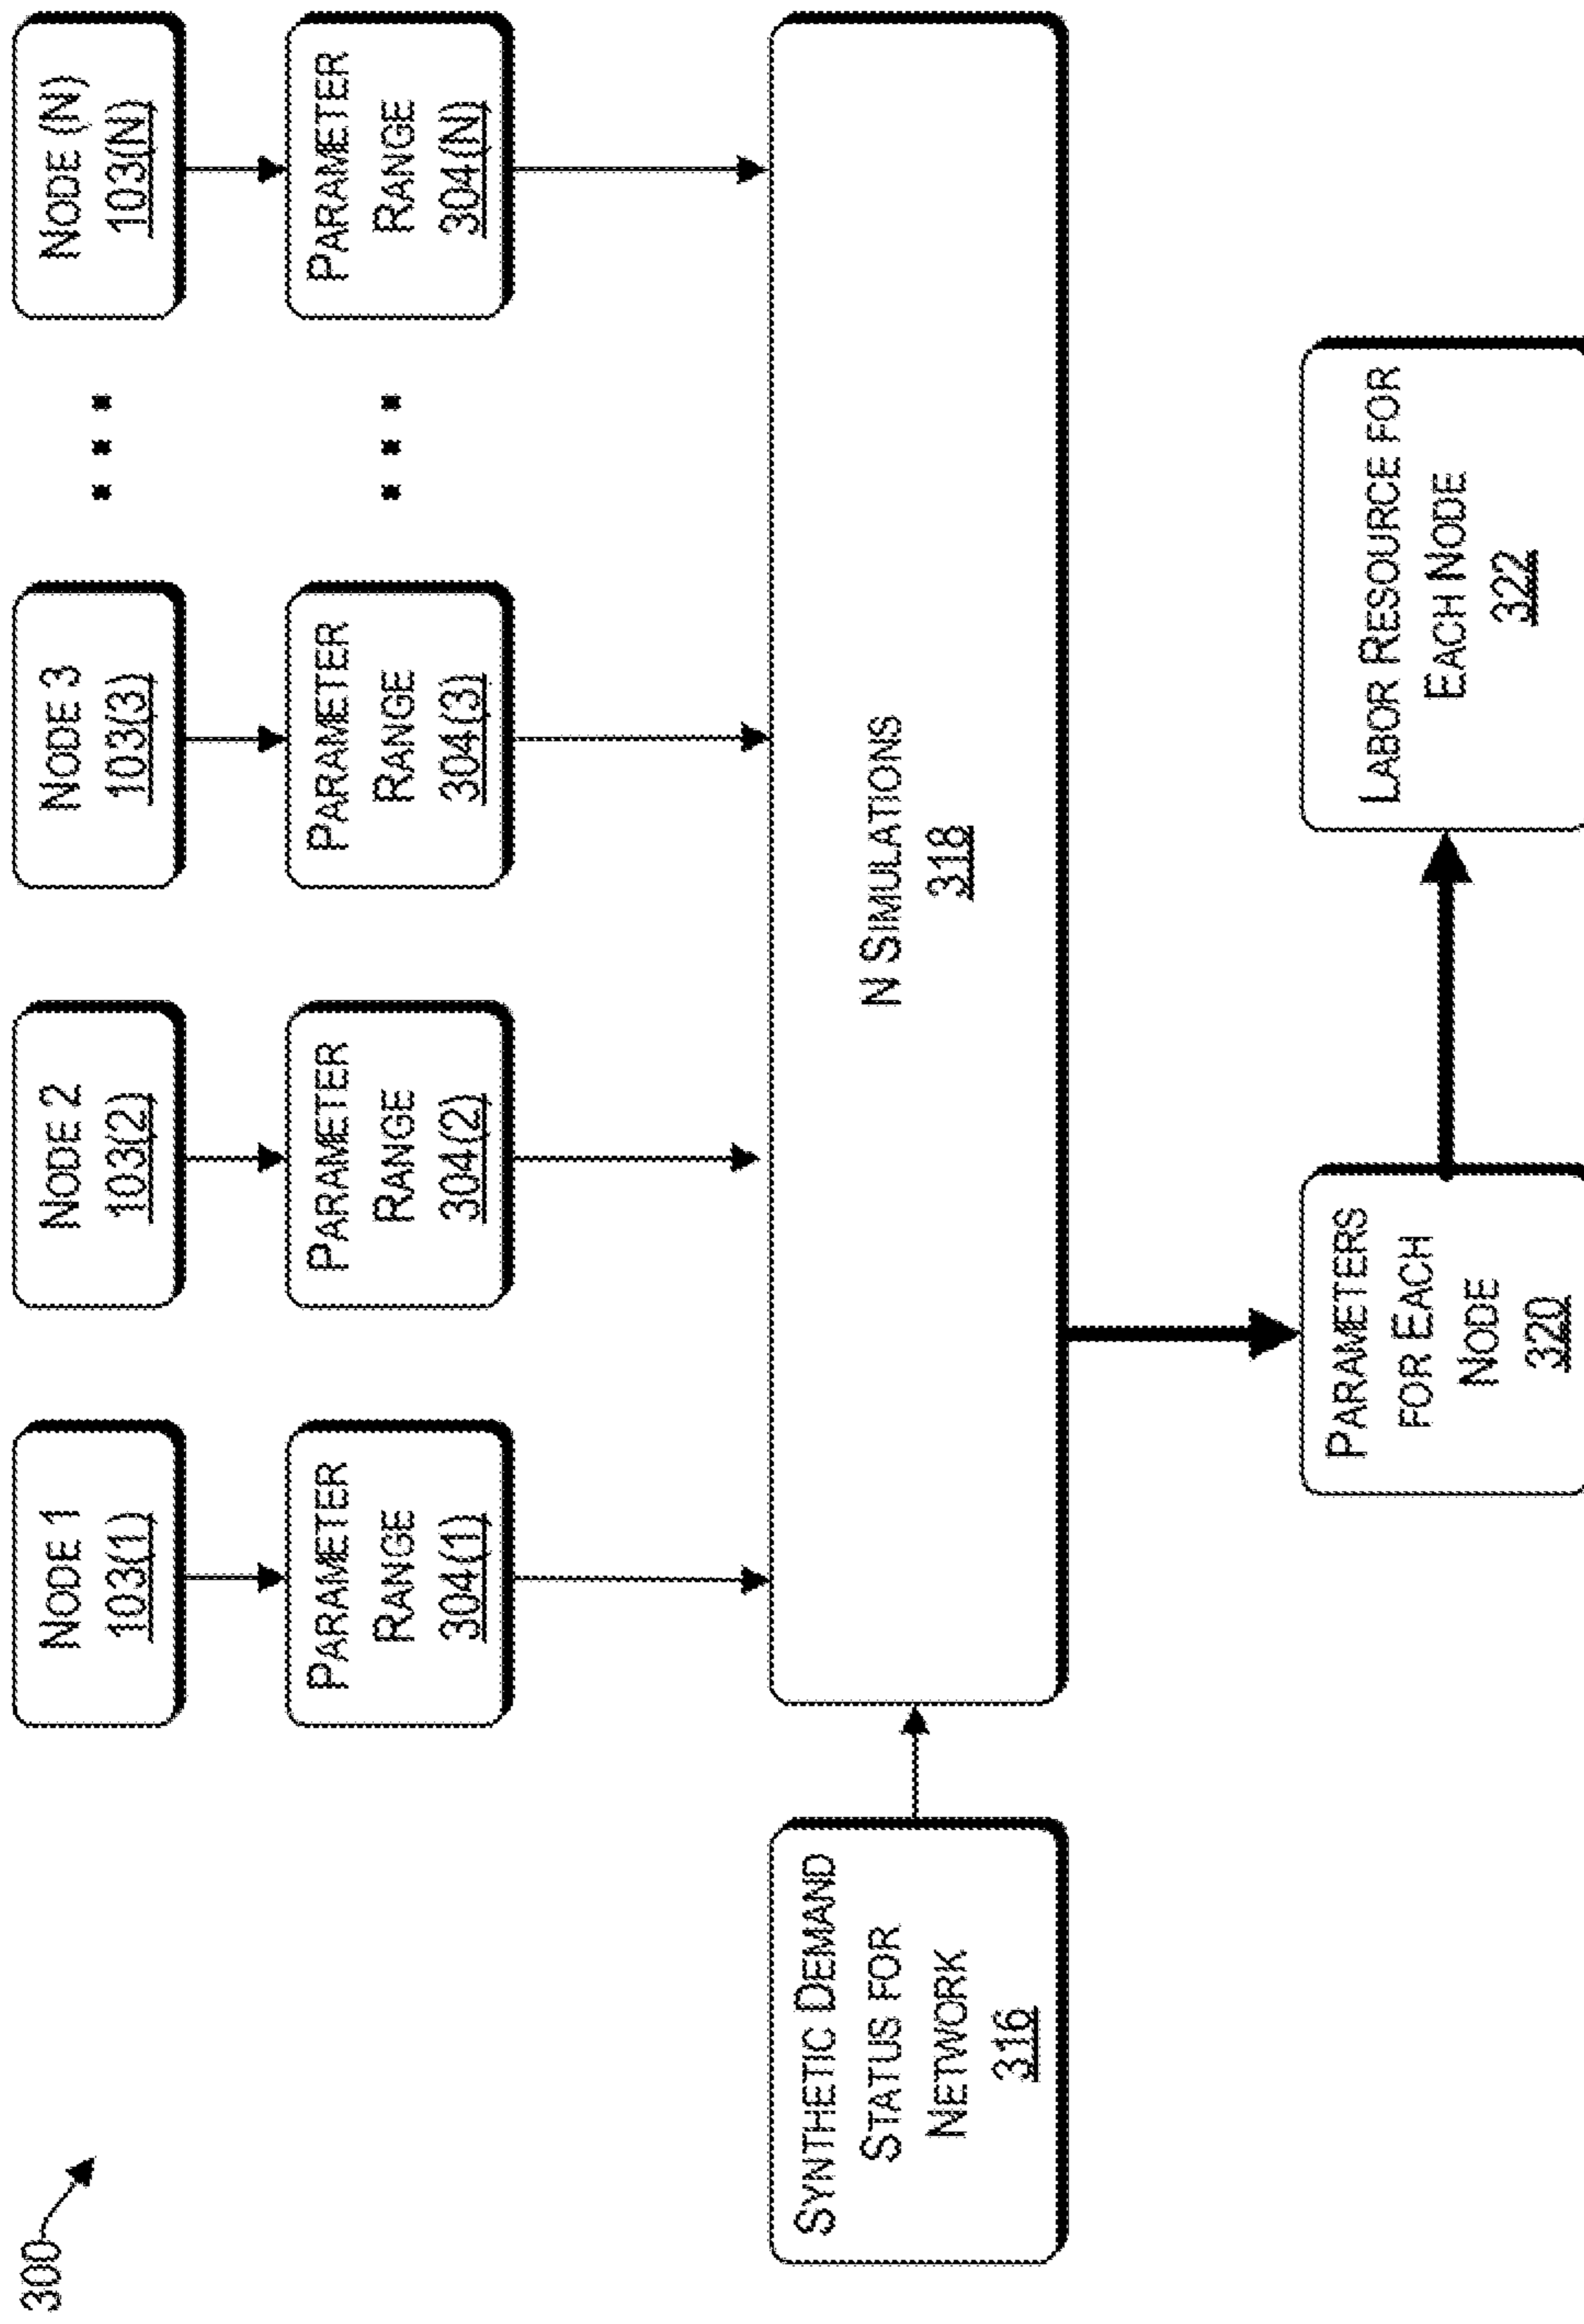 300
NODE 1
103(1)
NODE 2
103(2)
NODE 3
103(3)
NODE (N)
103(N)
PARAMETER
RANGE
304(1)
PARAMETER
RANGE
304(2)
PARAMETER
RANGE
304(3)
PARAMETER
RANGE
304(N)
SYNTHETIC DEMAND
STATUS FOR
NETWORK
316
N SIMULATIONS
318
PARAMETERS
FOR EACH
NODE
320
LABOR RESOURCE FOR
EACH NODE
322